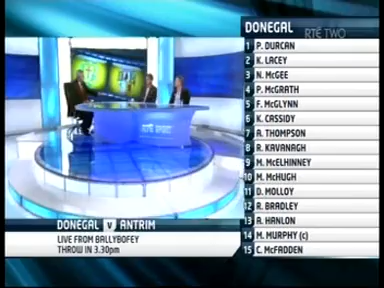 DONEGAL
RTÉ TWO
1 P. DURCAN
2 K. LACEY
3 N. McGEE
4 P. McGRATH
5 F. McGLYNN
6 K. CASSIDY
7 A. THOMPSON
8 R. KAVANAGH
9 M. McELHINNEY
10 M. McHUGH
11 D. MOLLOY
12 R. BRADLEY
13 A. HANLON
14 M. MURPHY (c)
15 C. McFADDEN
RTÉ SPORT
DONEGAL V ANTRIM
LIVE FROM BALLYBOFEY
THROW IN 3.30pm